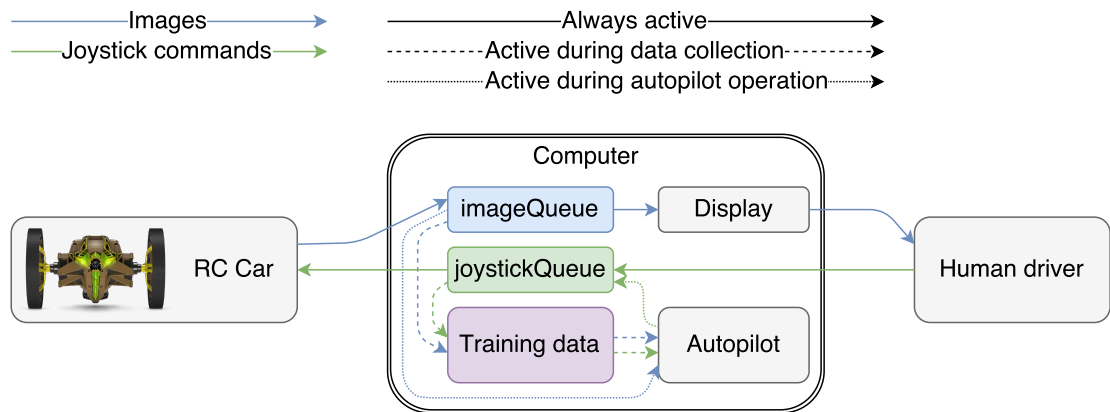 Images
Joystick commands
Always active
Active during data collection
Active during autopilot operation
Computer
imageQueue
Display
RC Car
joystickQueue
Human driver
Training data
Autopilot